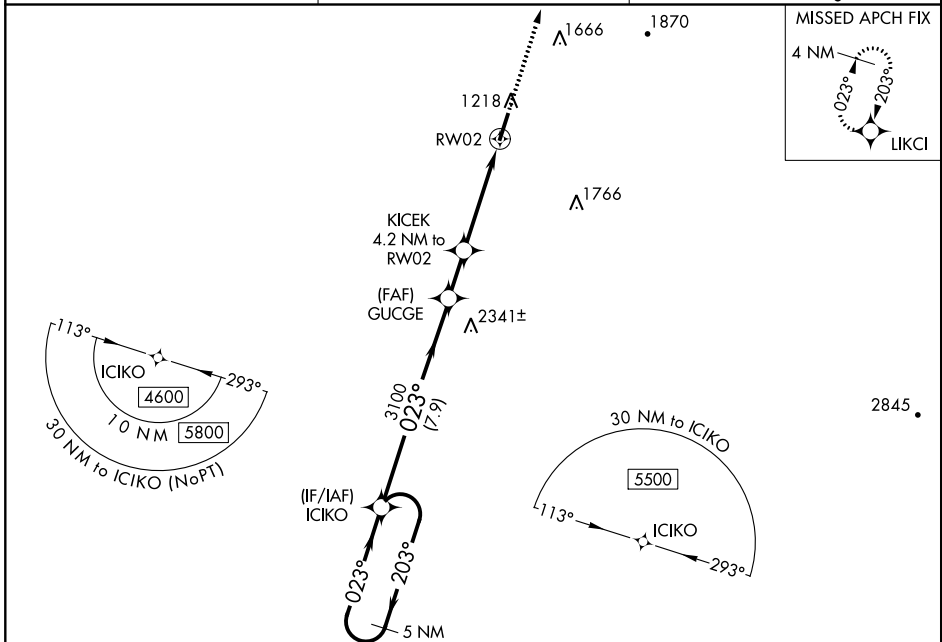 MISSED APCH FIX
4 NM
023°
203°
LIKCI
1666
1870
1218
RW02
1766
KICEK
4.2 NM to
RW02
(FAF)
GUCGE
2341±
113°
ICIKO
293°
4600
10 NM
5800
30 NM to ICIKO (NoPT)
3100
023°
(7.9)
2845
30 NM to ICIKO
5500
113°
ICIKO
293°
(IF/IAF)
ICIKO
023°
203°
5 NM